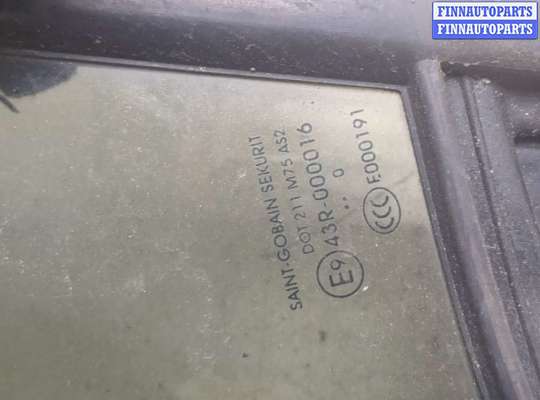 FINNAUTOPARTS
FINNAUTOPARTS
SAINT-GOBAIN SEKURIT
DOT 211 M75 AS2
E9 43R-000016
.. 0
CCC E000191